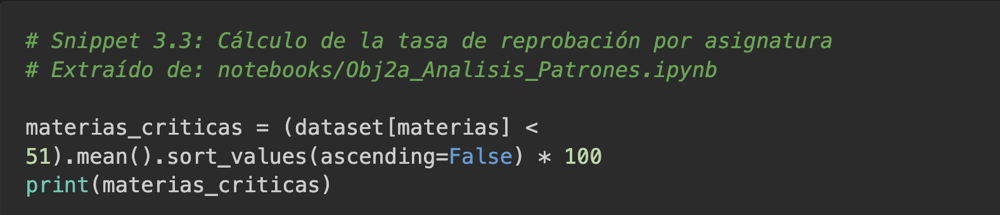 # Snippet 3.3: Cálculo de la tasa de reprobación por asignatura
# Extraído de: notebooks/Obj2a_Analisis_Patrones.ipynb
materias_criticas = (dataset[materias] <
51).mean().sort_values(ascending=False) * 100
print(materias_criticas)